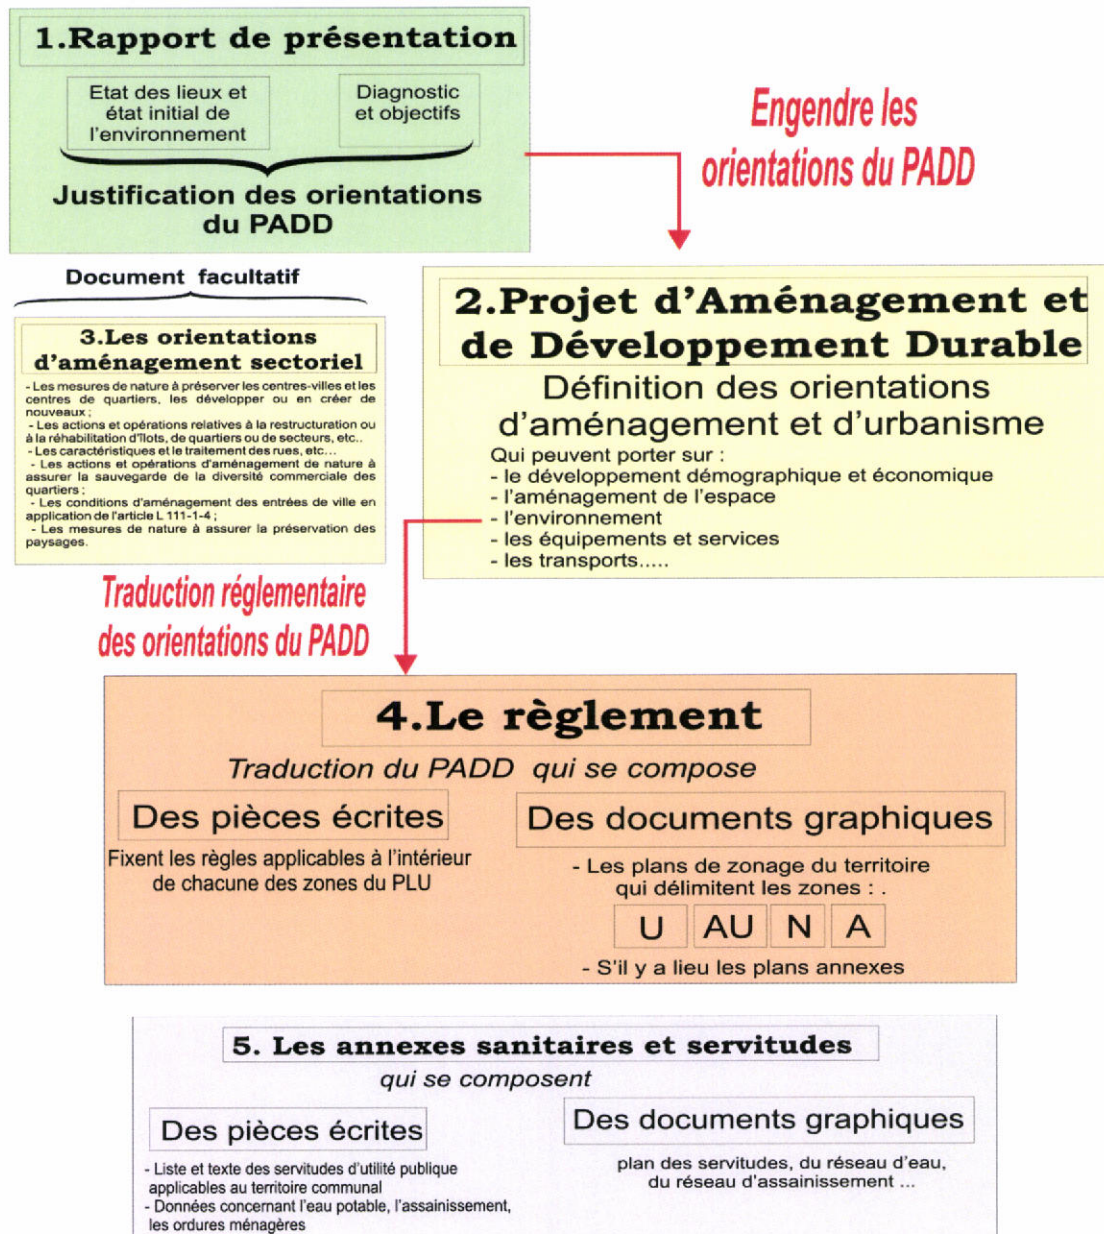 1.Rapport de présentation
Etat des lieux et
état initial de
l'environnement
Diagnostic
et objectifs
Justification des orientations
du PADD
Engendre les
orientations du PADD
Document facultatif
3.Les orientations
d'aménagement sectoriel
- Les mesures de nature à préserver les centres-villes et les
centres de quartiers, les développer ou en créer de
nouveaux ;
- Les actions et opérations relatives à la restructuration ou
à la réhabilitation d'îlots, de quartiers ou de secteurs, etc..
- Les caractéristiques et le traitement des rues, etc...
- Les actions et opérations d'aménagement de nature à
assurer la sauvegarde de la diversité commerciale des
quartiers ;
- Les conditions d'aménagement des entrées de ville en
application de l'article L 111-1-4 ;
- Les mesures de nature à assurer la préservation des
paysages.
2.Projet d'Aménagement et
de Développement Durable
Définition des orientations
d'aménagement et d'urbanisme
Qui peuvent porter sur :
- le développement démographique et économique
- l'aménagement de l'espace
- l'environnement
- les équipements et services
- les transports.....
Traduction réglementaire
des orientations du PADD
4.Le règlement
Traduction du PADD qui se compose
Des pièces écrites
Fixent les règles applicables à l'intérieur
de chacune des zones du PLU
Des documents graphiques
- Les plans de zonage du territoire
qui délimitent les zones : .
U AU N A
- S'il y a lieu les plans annexes
5. Les annexes sanitaires et servitudes
qui se composent
Des pièces écrites
- Liste et texte des servitudes d'utilité publique
applicables au territoire communal
- Données concernant l'eau potable, l'assainissement,
les ordures ménagères
Des documents graphiques
plan des servitudes, du réseau d'eau,
du réseau d'assainissement ...